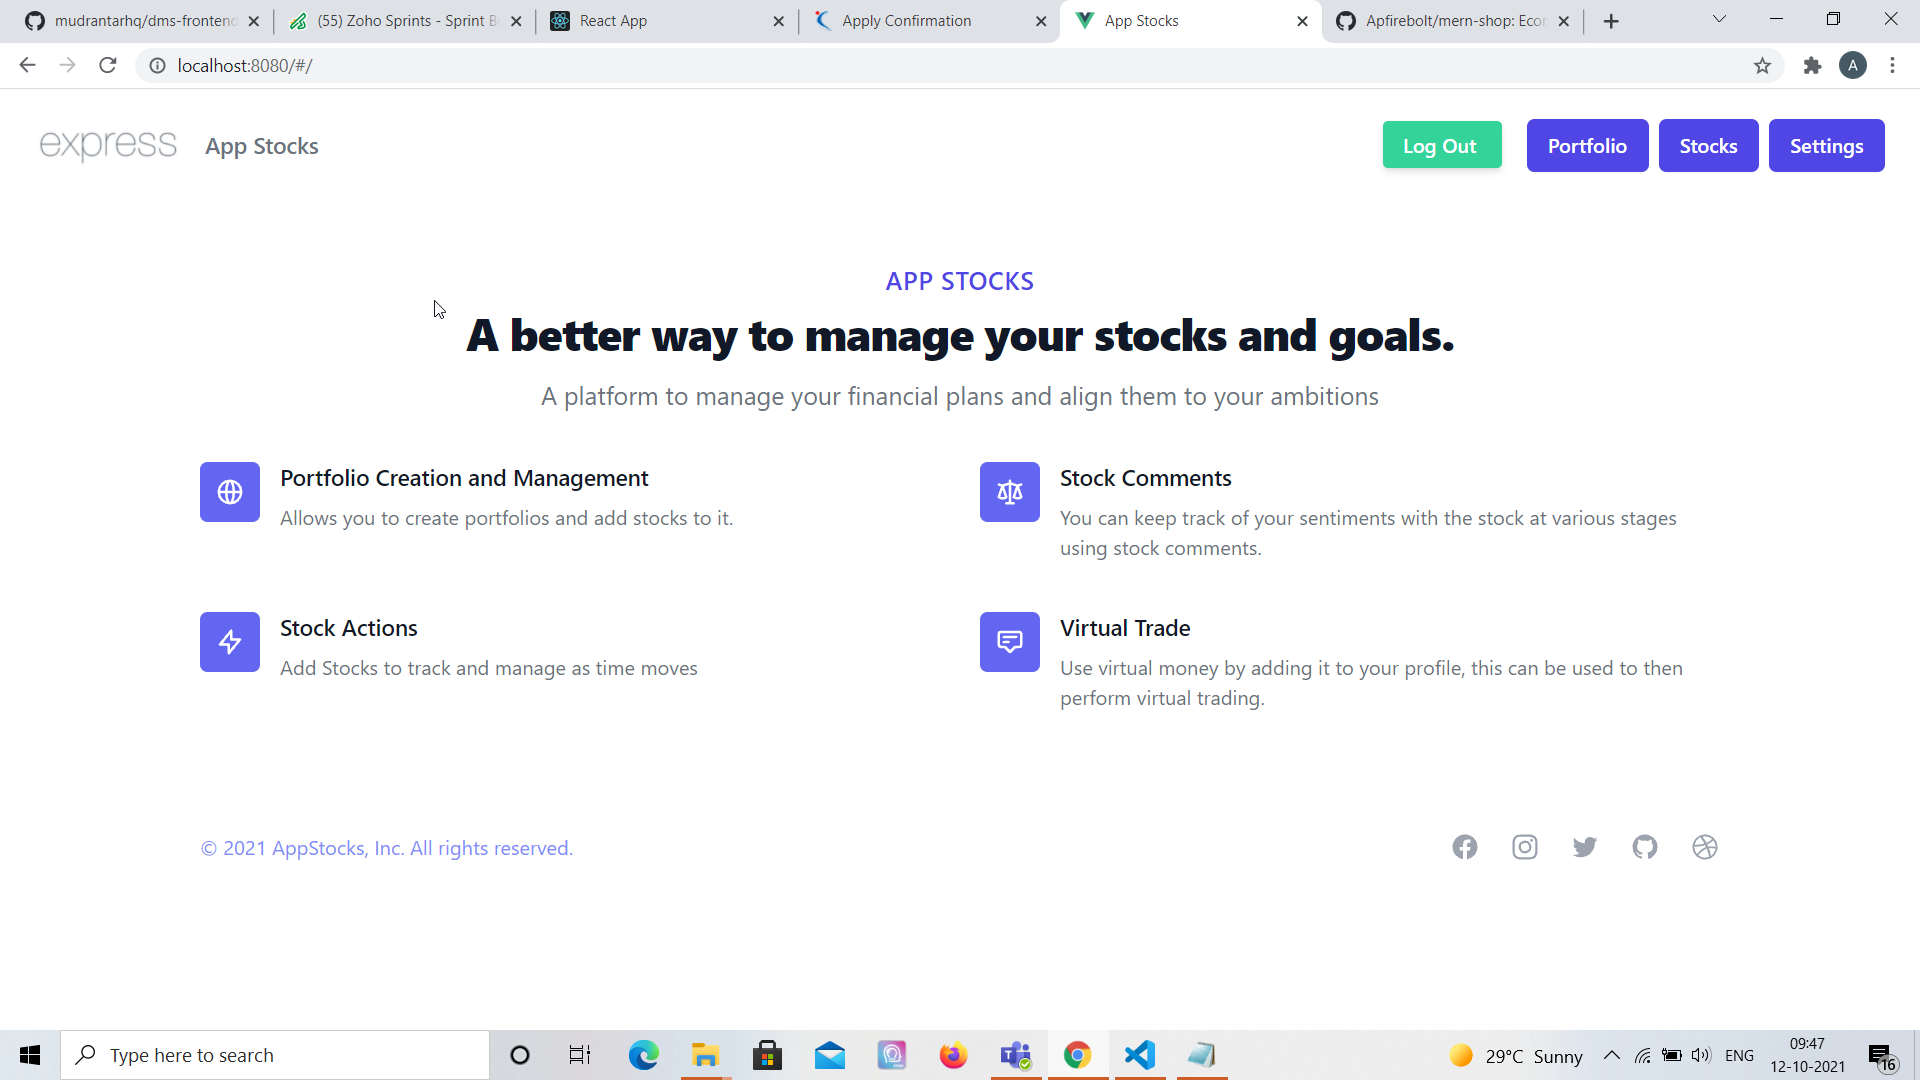 mudrantarhq/dms-frontend
(55) Zoho Sprints - Sprint B
React App
Apply Confirmation
App Stocks
Apfirebolt/mern-shop: Ecom
localhost:8080/#/
A
express
App Stocks
Log Out
Portfolio
Stocks
Settings
APP STOCKS
A better way to manage your stocks and goals.
A platform to manage your financial plans and align them to your ambitions
Portfolio Creation and Management
Allows you to create portfolios and add stocks to it.
Stock Comments
You can keep track of your sentiments with the stock at various stages
using stock comments.
Stock Actions
Add Stocks to track and manage as time moves
Virtual Trade
Use virtual money by adding it to your profile, this can be used to then
perform virtual trading.
© 2021 AppStocks, Inc. All rights reserved.
Type here to search
29°C Sunny
ENG
09:47
12-10-2021
16